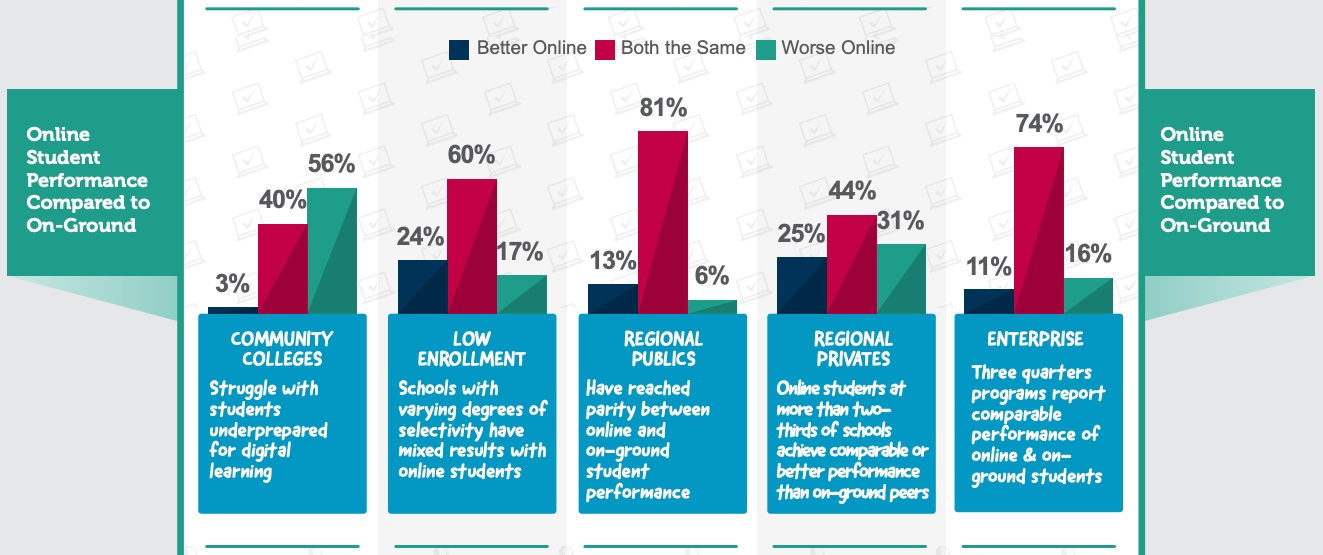 Better Online Both the Same Worse Online
Online
Student
Performance
Compared to
On-Ground
3%
40%
56%
24%
60%
17%
13%
81%
6%
25%
44%
31%
11%
74%
16%
Online
Student
Performance
Compared to
On-Ground
COMMUNITY
COLLEGES
Struggle with
students
underprepared
for digital
learning
LOW
ENROLLMENT
Schools with
varying degrees of
selectivity have
mixed results with
online students
REGIONAL
PUBLICS
Have reached
parity between
online and
on-ground
student
performance
REGIONAL
PRIVATES
Online students at
more than two-
thirds of schools
achieve comparable or
better performance
than on-ground peers
ENTERPRISE
Three quarters
programs report
comparable
performance of
online & on-
ground students